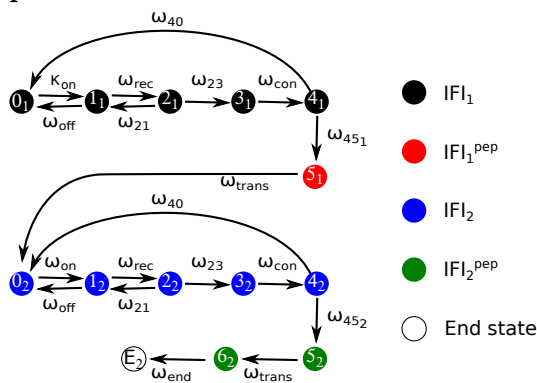 ω40
κon ωrec ω23 ωcon
01 11 21 31 41
ωoff ω21
ω451
51
ωtrans
ω40
ωon ωrec ω23 ωcon
02 12 22 32 42
ωoff ω21
ω452
E2 62 52
ωend ωtrans
IFI1
IFI1pep
IFI2
IFI2pep
End state